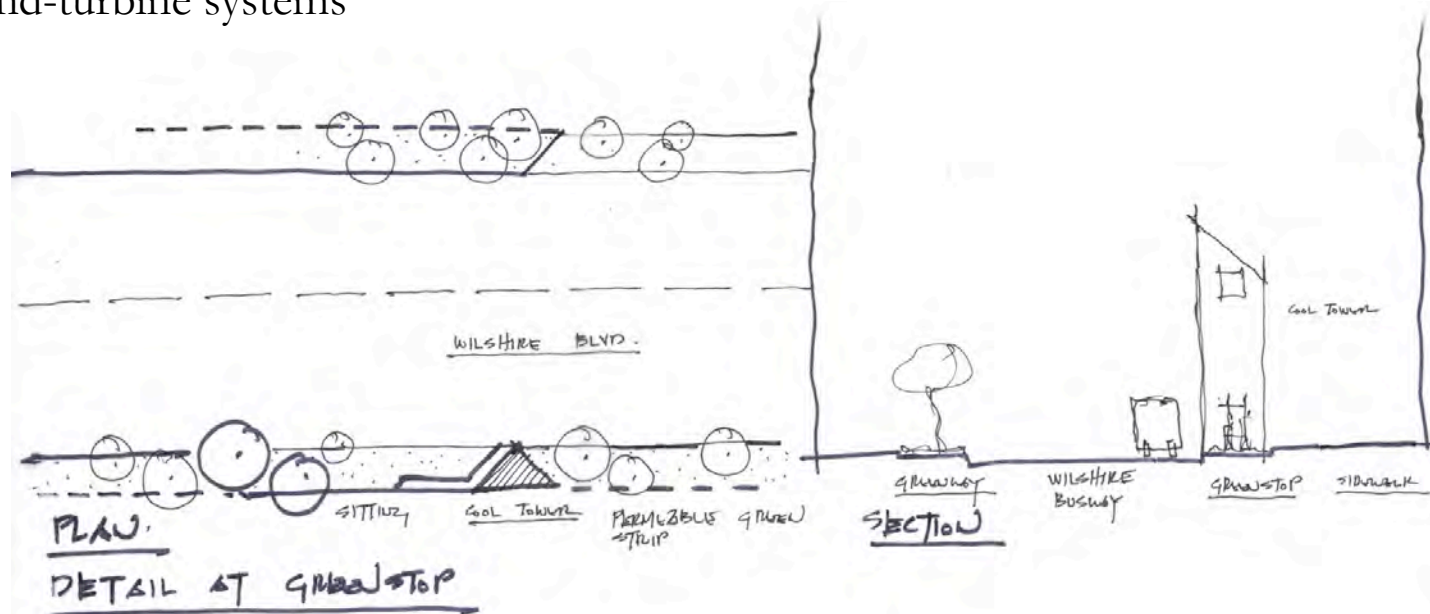 nd-turbine systems
WILSHIRE BLVD.
SITTING
COOL TOWER
PERMEABLE GREEN
STRIP
PLAN.
DETAIL AT GREENSTOP
COOL TOWER
GREENWAY
WILSHIRE
BUSWAY
GREENSTOP
SIDEWALK
SECTION